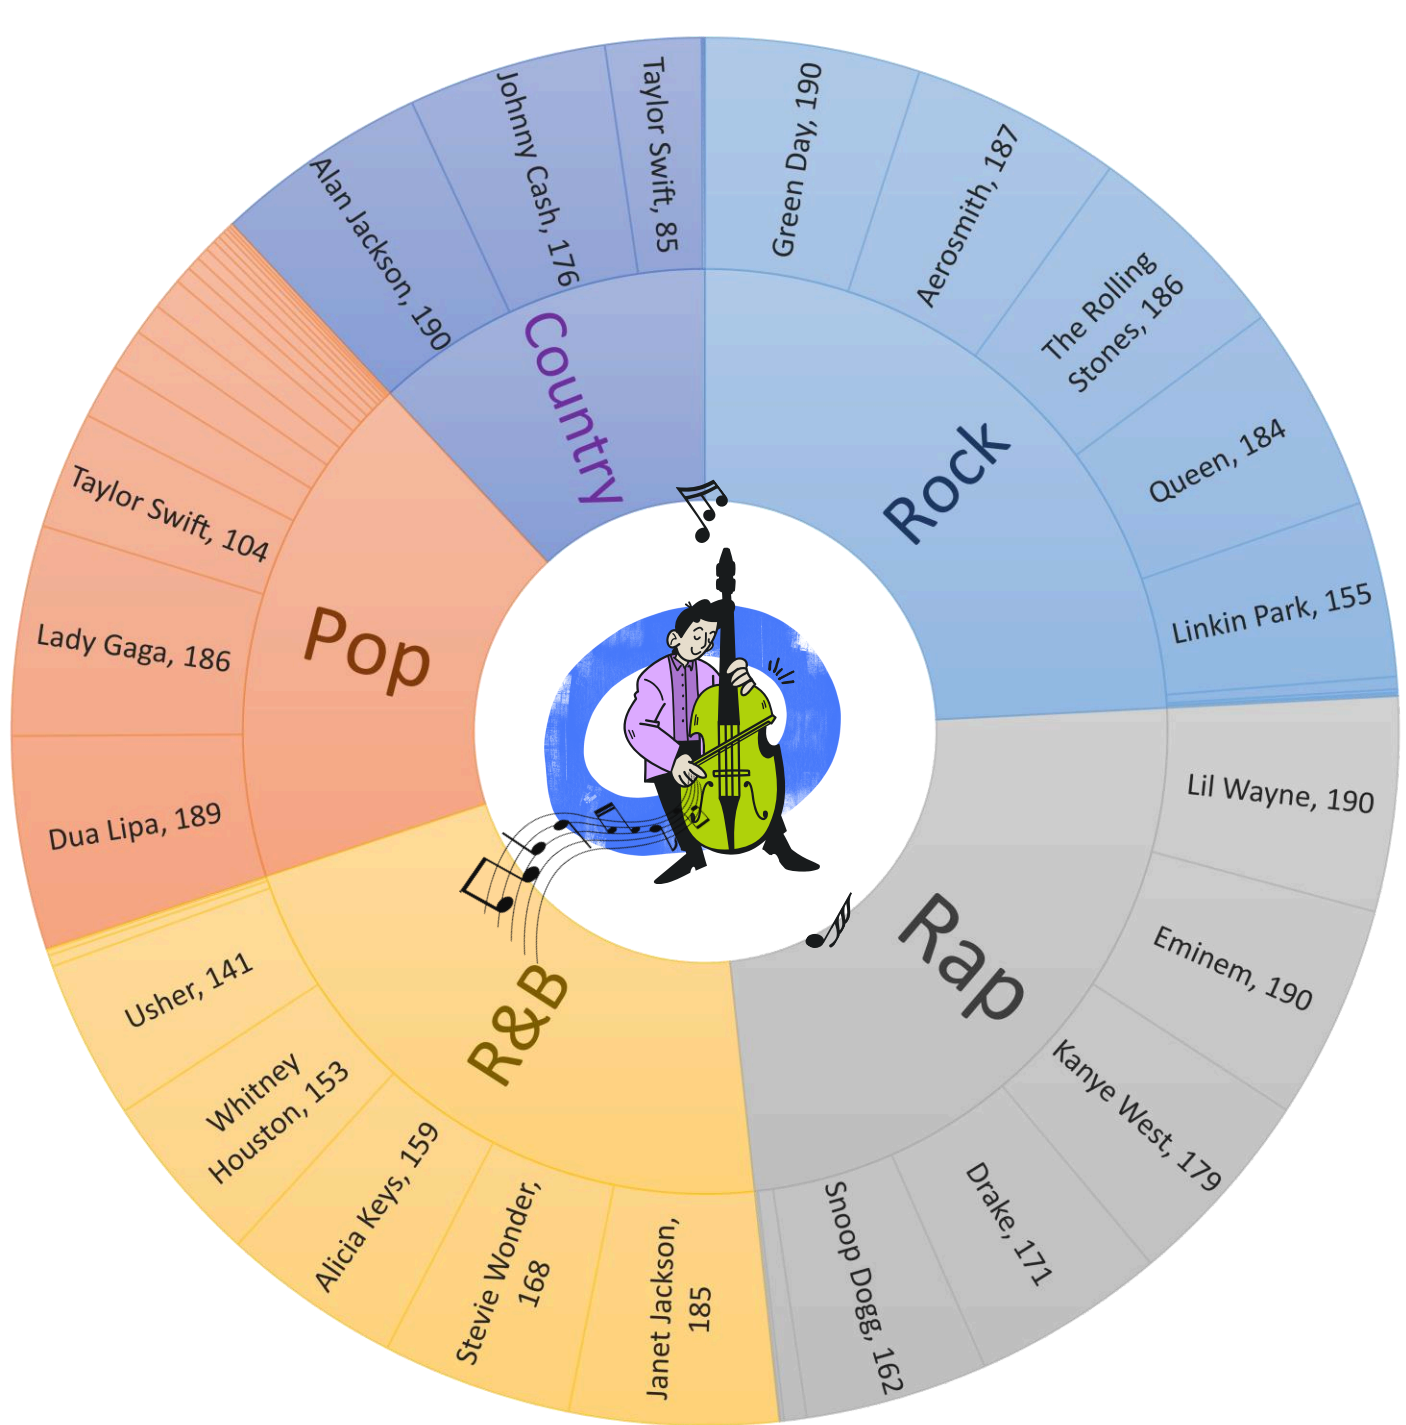 Rock
Green Day, 190
Aerosmith, 187
The Rolling
Stones, 186
Queen, 184
Linkin Park, 155
Rap
Lil Wayne, 190
Eminem, 190
Kanye West, 179
Drake, 171
Snoop Dogg, 162
R&B
Janet Jackson,
185
Stevie Wonder,
168
Alicia Keys, 159
Whitney
Houston, 153
Usher, 141
Pop
Dua Lipa, 189
Lady Gaga, 186
Taylor Swift, 104
Country
Alan Jackson, 190
Johnny Cash, 176
Taylor Swift, 85